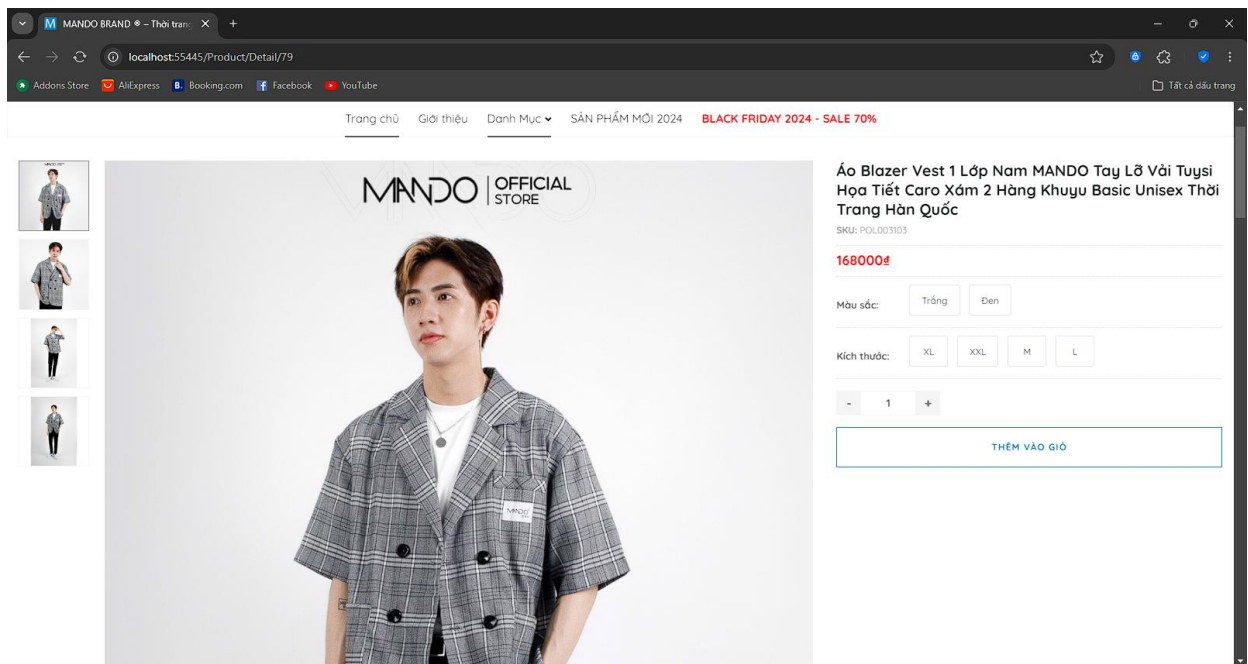 MANDO BRAND ® – Thời trang
localhost:55445/Product/Detail/79
Addons Store AliExpress Booking.com Facebook YouTube Tất cả dấu trang
Trang chủ Giới thiệu Danh Mục SẢN PHẨM MỚI 2024 BLACK FRIDAY 2024 - SALE 70%
MANDO OFFICIAL
STORE
MANDO
Áo Blazer Vest 1 Lớp Nam MANDO Tay Lỡ Vải Tuysi
Họa Tiết Caro Xám 2 Hàng Khuyu Basic Unisex Thời
Trang Hàn Quốc
SKU: POL003103
168000₫
Màu sắc: Trắng Đen
Kích thước: XL XXL M L
- 1 +
THÊM VÀO GIỎ